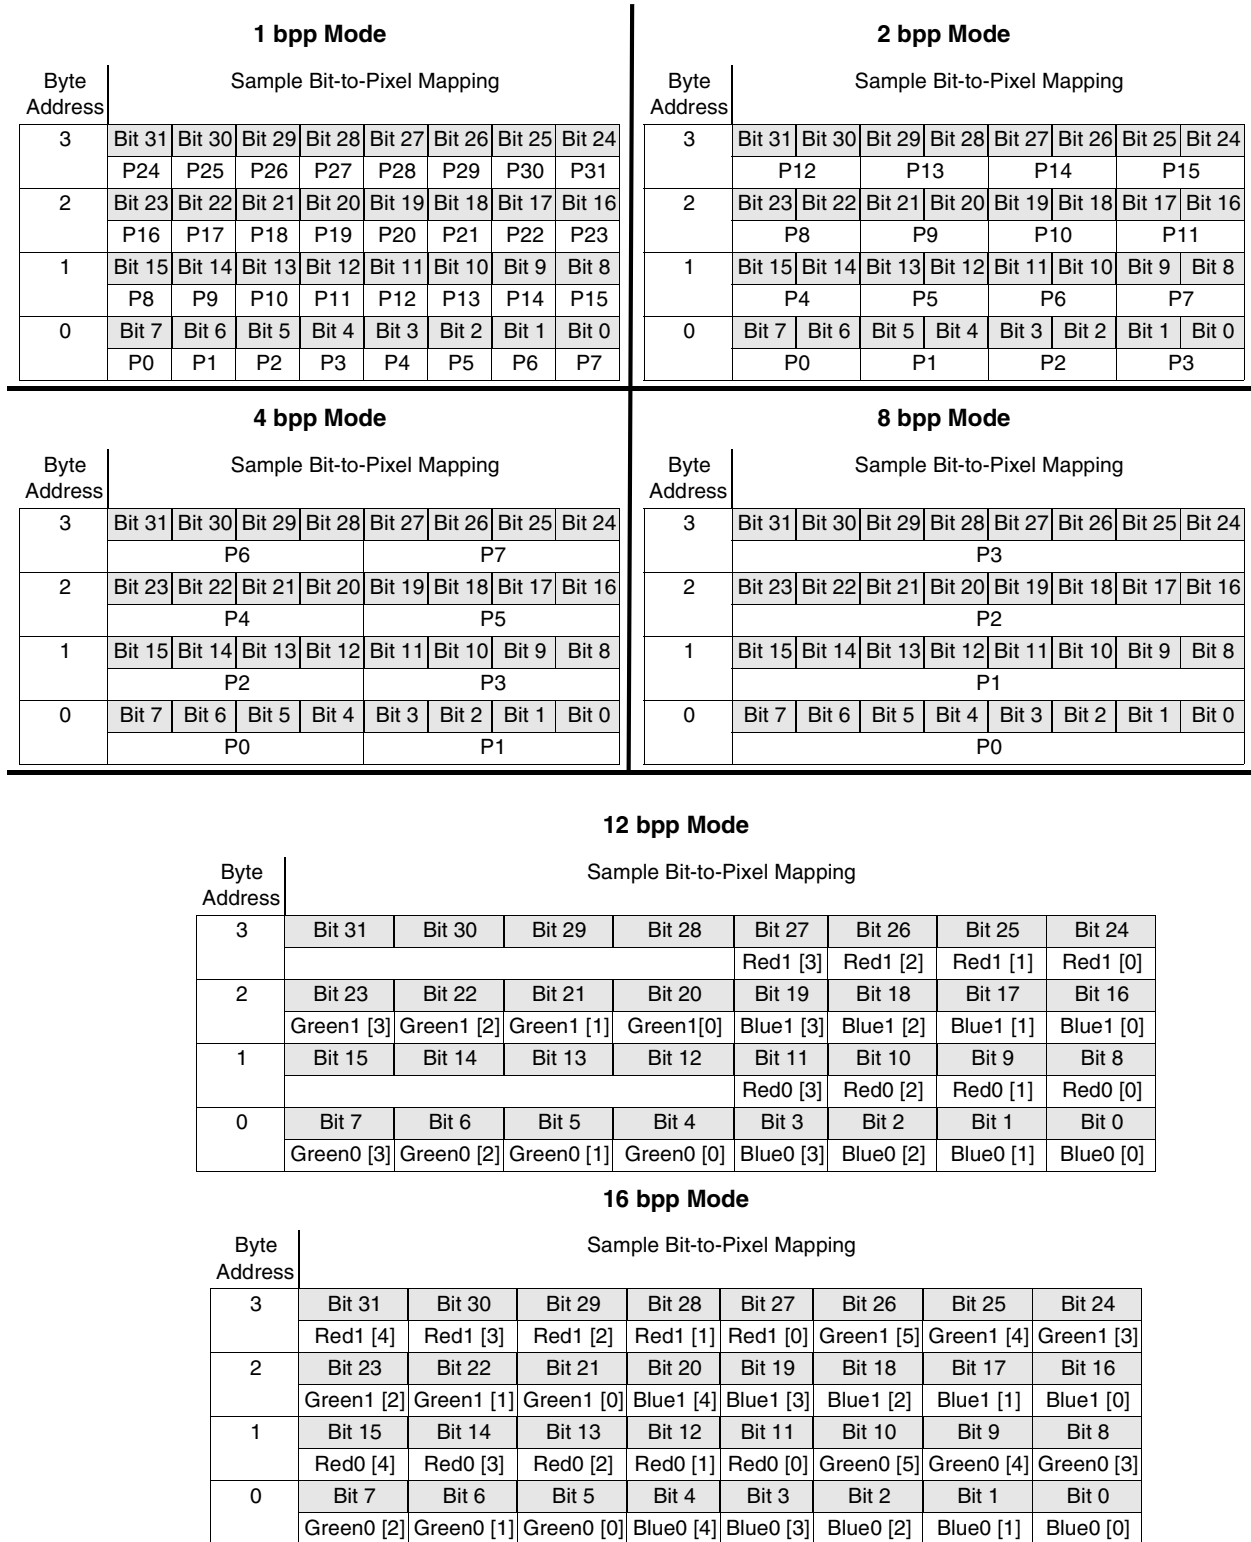 1 bpp Mode
Byte Address Sample Bit-to-Pixel Mapping
3 Bit 31 Bit 30 Bit 29 Bit 28 Bit 27 Bit 26 Bit 25 Bit 24
P24 P25 P26 P27 P28 P29 P30 P31
2 Bit 23 Bit 22 Bit 21 Bit 20 Bit 19 Bit 18 Bit 17 Bit 16
P16 P17 P18 P19 P20 P21 P22 P23
1 Bit 15 Bit 14 Bit 13 Bit 12 Bit 11 Bit 10 Bit 9 Bit 8
P8 P9 P10 P11 P12 P13 P14 P15
0 Bit 7 Bit 6 Bit 5 Bit 4 Bit 3 Bit 2 Bit 1 Bit 0
P0 P1 P2 P3 P4 P5 P6 P7
2 bpp Mode
Byte Address Sample Bit-to-Pixel Mapping
3 Bit 31 Bit 30 Bit 29 Bit 28 Bit 27 Bit 26 Bit 25 Bit 24
P12 P13 P14 P15
2 Bit 23 Bit 22 Bit 21 Bit 20 Bit 19 Bit 18 Bit 17 Bit 16
P8 P9 P10 P11
1 Bit 15 Bit 14 Bit 13 Bit 12 Bit 11 Bit 10 Bit 9 Bit 8
P4 P5 P6 P7
0 Bit 7 Bit 6 Bit 5 Bit 4 Bit 3 Bit 2 Bit 1 Bit 0
P0 P1 P2 P3
4 bpp Mode
Byte Address Sample Bit-to-Pixel Mapping
3 Bit 31 Bit 30 Bit 29 Bit 28 Bit 27 Bit 26 Bit 25 Bit 24
P6 P7
2 Bit 23 Bit 22 Bit 21 Bit 20 Bit 19 Bit 18 Bit 17 Bit 16
P4 P5
1 Bit 15 Bit 14 Bit 13 Bit 12 Bit 11 Bit 10 Bit 9 Bit 8
P2 P3
0 Bit 7 Bit 6 Bit 5 Bit 4 Bit 3 Bit 2 Bit 1 Bit 0
P0 P1
8 bpp Mode
Byte Address Sample Bit-to-Pixel Mapping
3 Bit 31 Bit 30 Bit 29 Bit 28 Bit 27 Bit 26 Bit 25 Bit 24
P3
2 Bit 23 Bit 22 Bit 21 Bit 20 Bit 19 Bit 18 Bit 17 Bit 16
P2
1 Bit 15 Bit 14 Bit 13 Bit 12 Bit 11 Bit 10 Bit 9 Bit 8
P1
0 Bit 7 Bit 6 Bit 5 Bit 4 Bit 3 Bit 2 Bit 1 Bit 0
P0
12 bpp Mode
Byte Address Sample Bit-to-Pixel Mapping
3 Bit 31 Bit 30 Bit 29 Bit 28 Bit 27 Bit 26 Bit 25 Bit 24
Red1 [3] Red1 [2] Red1 [1] Red1 [0]
2 Bit 23 Bit 22 Bit 21 Bit 20 Bit 19 Bit 18 Bit 17 Bit 16
Green1 [3] Green1 [2] Green1 [1] Green1[0] Blue1 [3] Blue1 [2] Blue1 [1] Blue1 [0]
1 Bit 15 Bit 14 Bit 13 Bit 12 Bit 11 Bit 10 Bit 9 Bit 8
Red0 [3] Red0 [2] Red0 [1] Red0 [0]
0 Bit 7 Bit 6 Bit 5 Bit 4 Bit 3 Bit 2 Bit 1 Bit 0
Green0 [3] Green0 [2] Green0 [1] Green0 [0] Blue0 [3] Blue0 [2] Blue0 [1] Blue0 [0]
16 bpp Mode
Byte Address Sample Bit-to-Pixel Mapping
3 Bit 31 Bit 30 Bit 29 Bit 28 Bit 27 Bit 26 Bit 25 Bit 24
Red1 [4] Red1 [3] Red1 [2] Red1 [1] Red1 [0] Green1 [5] Green1 [4] Green1 [3]
2 Bit 23 Bit 22 Bit 21 Bit 20 Bit 19 Bit 18 Bit 17 Bit 16
Green1 [2] Green1 [1] Green1 [0] Blue1 [4] Blue1 [3] Blue1 [2] Blue1 [1] Blue1 [0]
1 Bit 15 Bit 14 Bit 13 Bit 12 Bit 11 Bit 10 Bit 9 Bit 8
Red0 [4] Red0 [3] Red0 [2] Red0 [1] Red0 [0] Green0 [5] Green0 [4] Green0 [3]
0 Bit 7 Bit 6 Bit 5 Bit 4 Bit 3 Bit 2 Bit 1 Bit 0
Green0 [2] Green0 [1] Green0 [0] Blue0 [4] Blue0 [3] Blue0 [2] Blue0 [1] Blue0 [0]